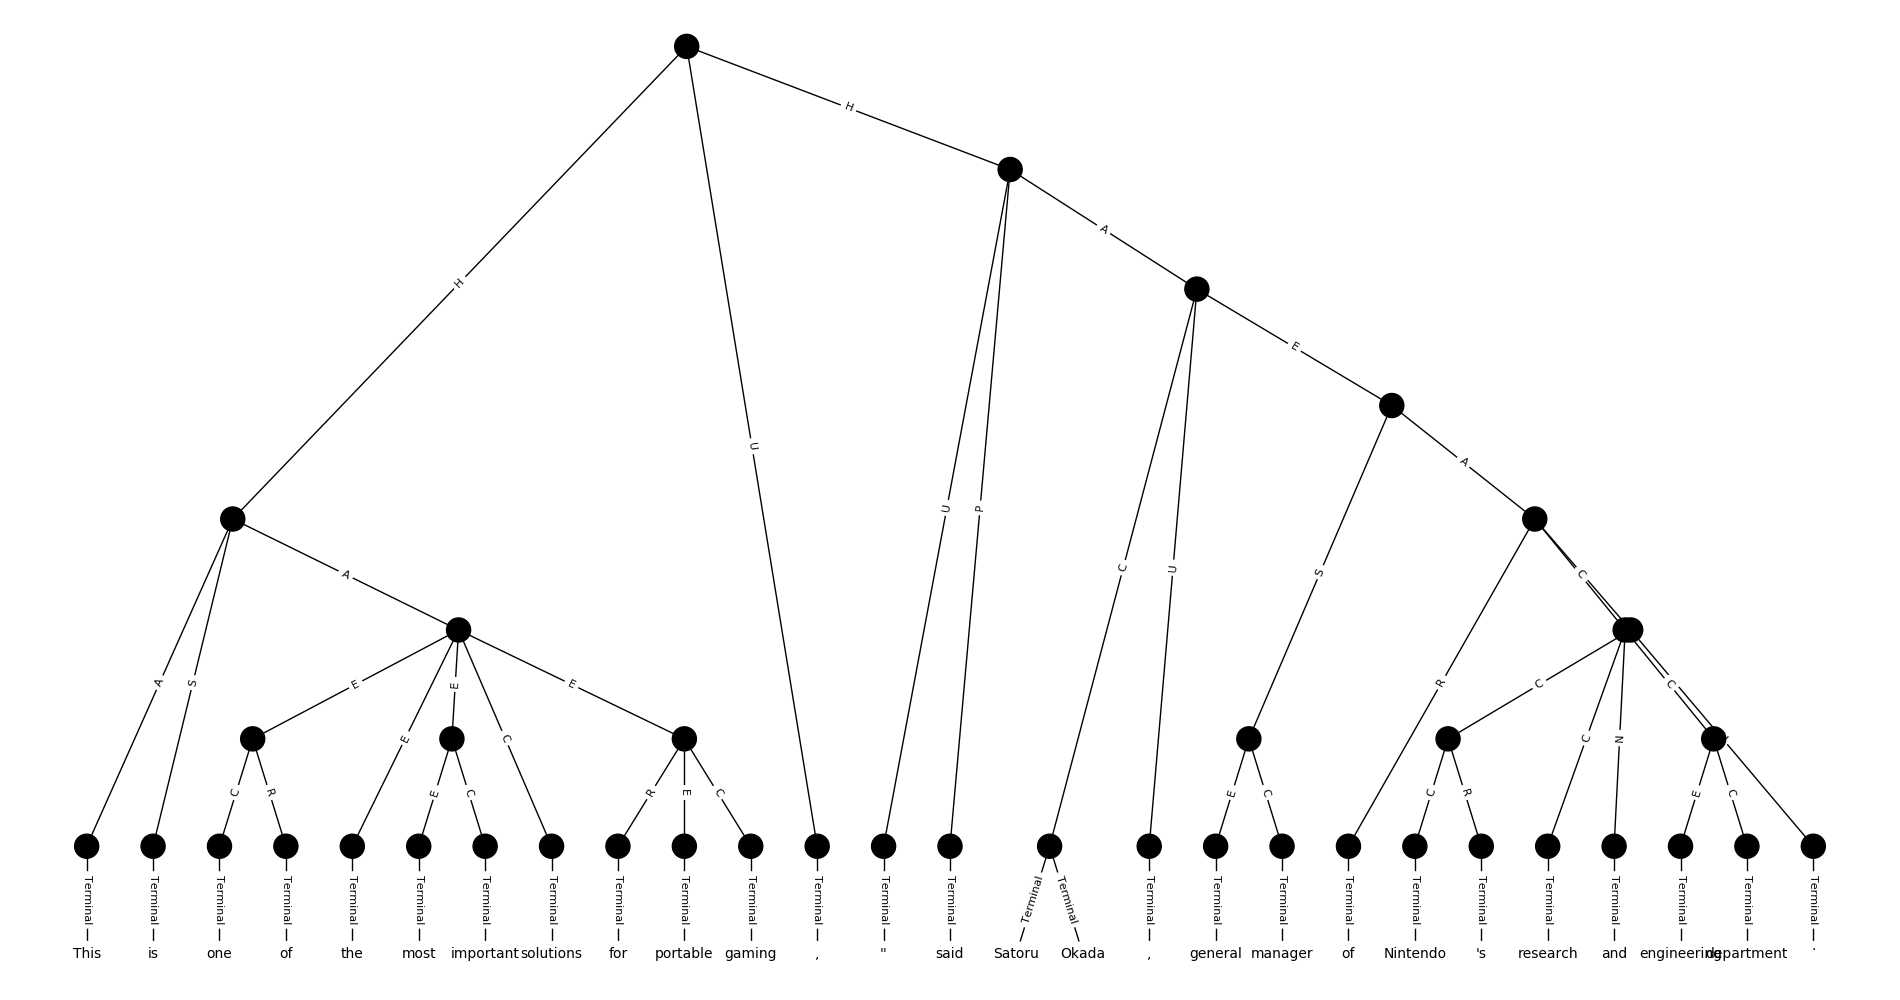 H
A
H
U
E
A
U
P
C
U
S
C
A
A
S
E
E
E
R
C
C
E
C
C
N
C
R
E
C
R
E
C
E
C
C
R
E
C
Terminal Terminal Terminal Terminal Terminal Terminal Terminal Terminal Terminal Terminal Terminal Terminal Terminal Terminal Terminal Terminal Terminal Terminal Terminal Terminal Terminal Terminal Terminal Terminal Terminal Terminal Terminal
This is one of the most important solutions for portable gaming , " said Satoru Okada , general manager of Nintendo 's research and engineering department .